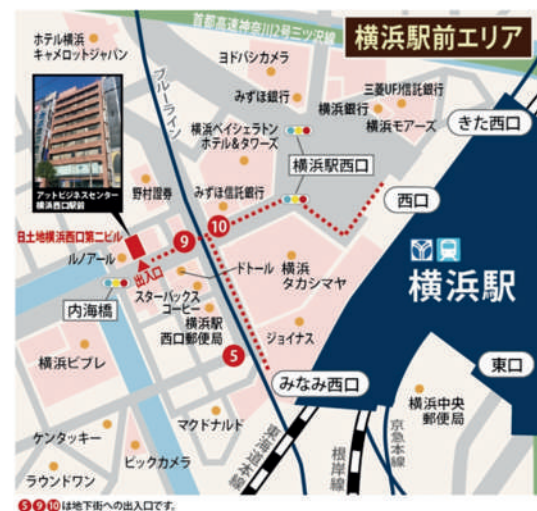 首都高速神奈川2号三ツ沢線
横浜駅前エリア
ホテル横浜
キャメロットジャパン
ヨドバシカメラ
ブルーライン
みずほ銀行
三菱UFJ信託銀行
横浜銀行
横浜モアーズ
きた西口
横浜ベイシェラトン
ホテル&タワーズ
横浜駅西口
アットビジネスセンター
横浜西口駅前
野村證券
みずほ信託銀行
西口
日土地横浜西口第二ビル
9
10
ルノアール
出入口
ドトール
横浜
タカシマヤ
横浜駅
内海橋
スターバックス
コーヒー
横浜駅
西口郵便局
ジョイナス
5
東口
横浜ビブレ
みなみ西口
横浜中央
郵便局
マクドナルド
京急本線
ケンタッキー
ビックカメラ
東海道本線
根岸線
ラウンドワン
5 9 10 は地下街への出入口です。